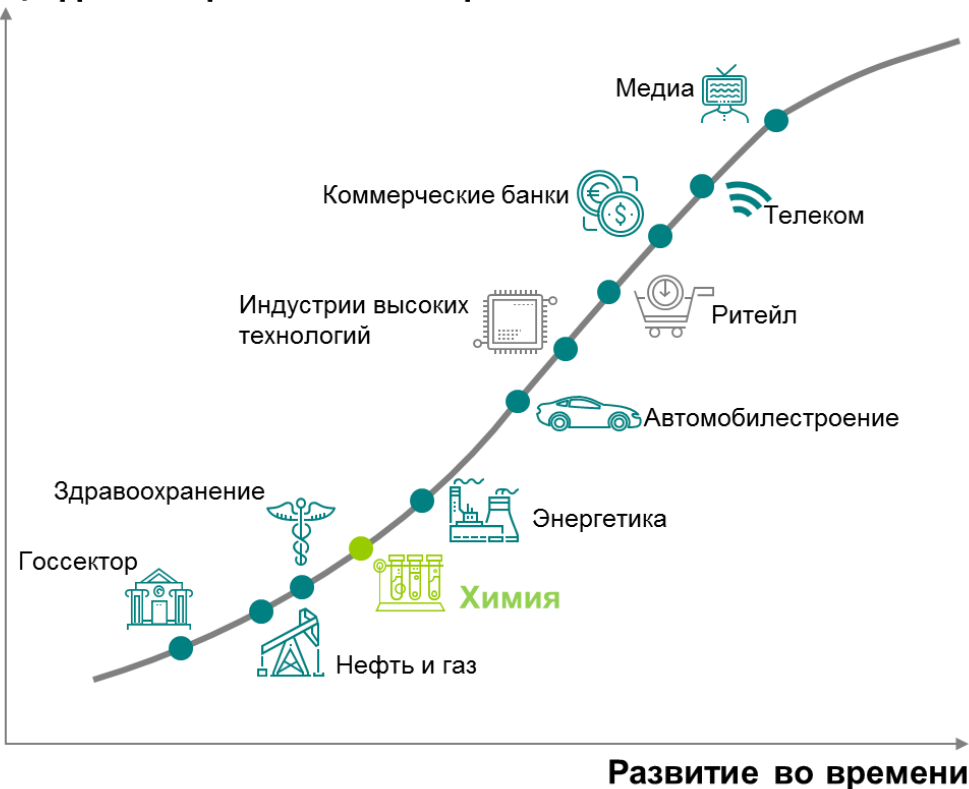 Медиа
Коммерческие банки
Телеком
Индустрии высоких
технологий
Ритейл
Автомобилестроение
Здравоохранение
Энергетика
Госсектор
Химия
Нефть и газ
Развитие во времени